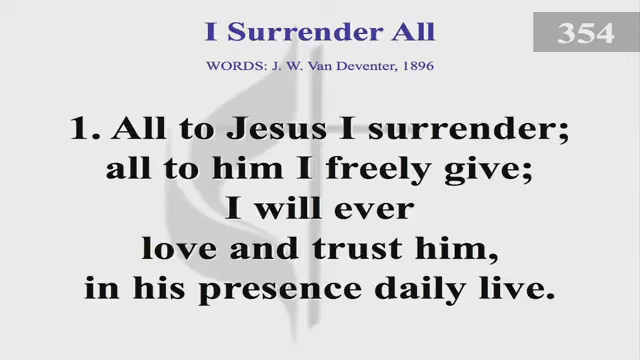 I Surrender All
354
WORDS: J. W. Van Deventer, 1896
1. All to Jesus I surrender;
all to him I freely give;
I will ever
love and trust him,
in his presence daily live.